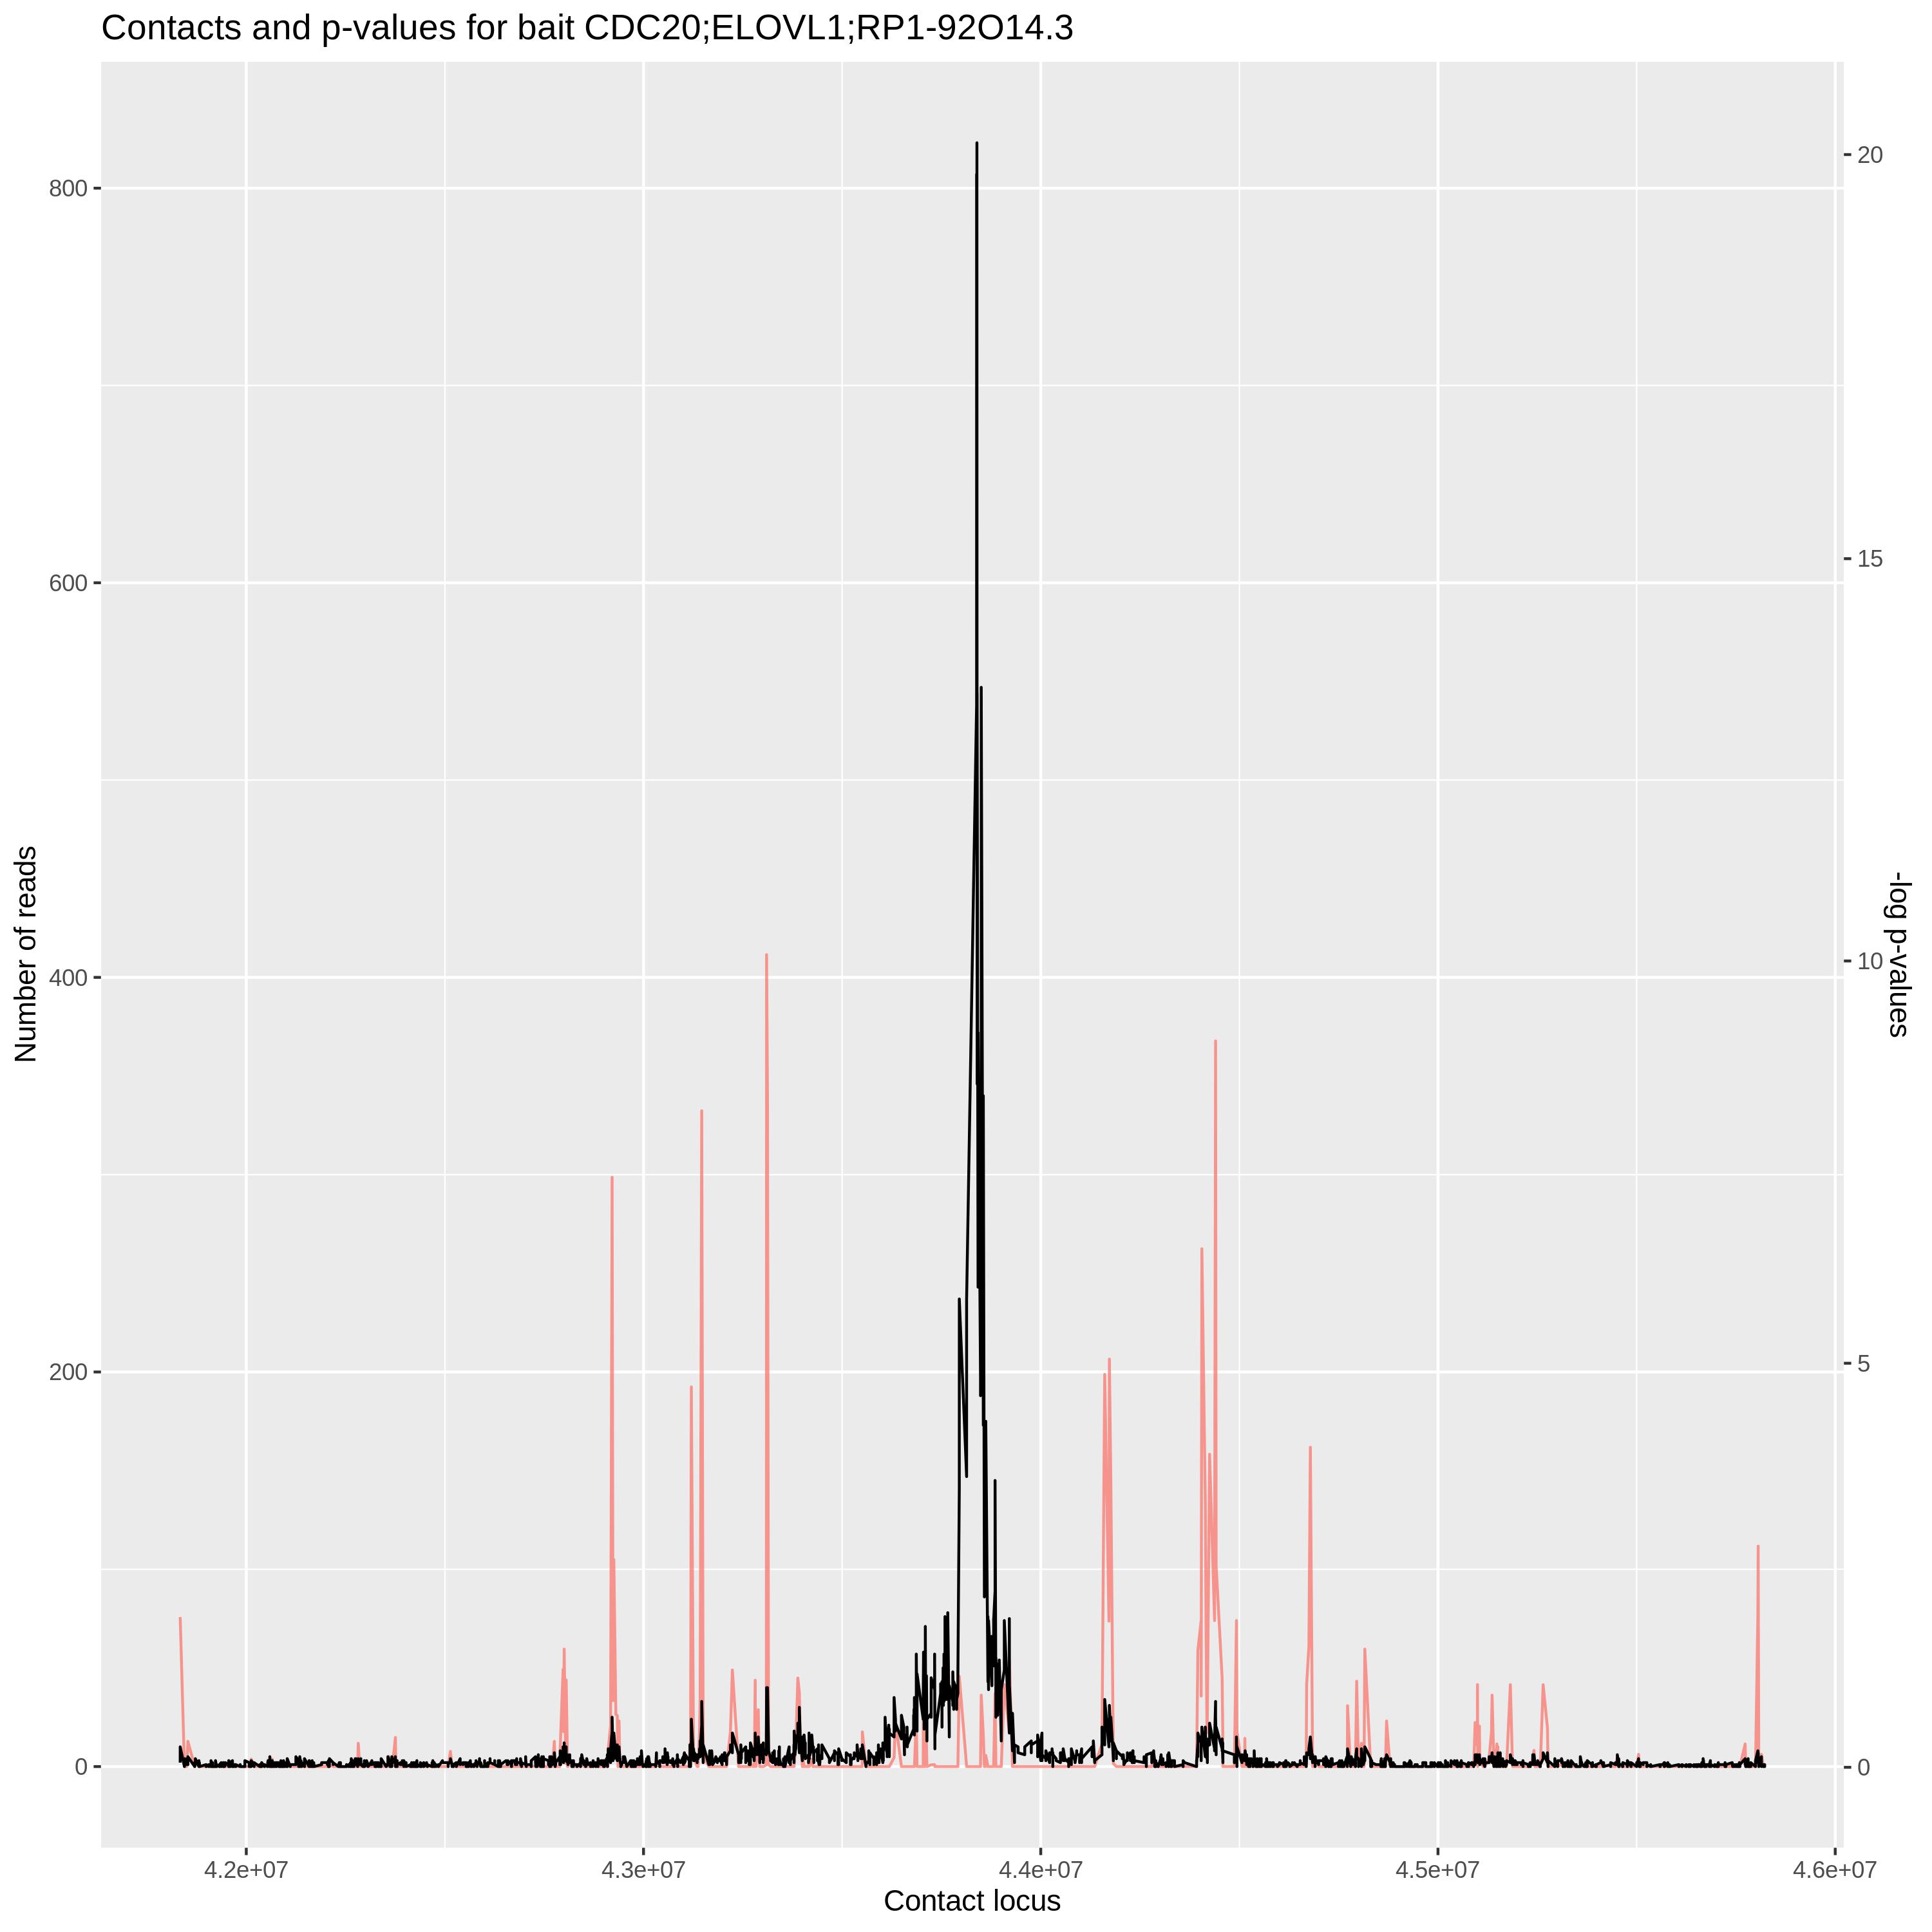 Contacts and p-values for bait CDC20;ELOVL1;RP1-92O14.3
800
600
400
200
0
Number of reads
20
15
10
5
0
-log p-values
4.2e+07 4.3e+07 4.4e+07 4.5e+07 4.6e+07
Contact locus